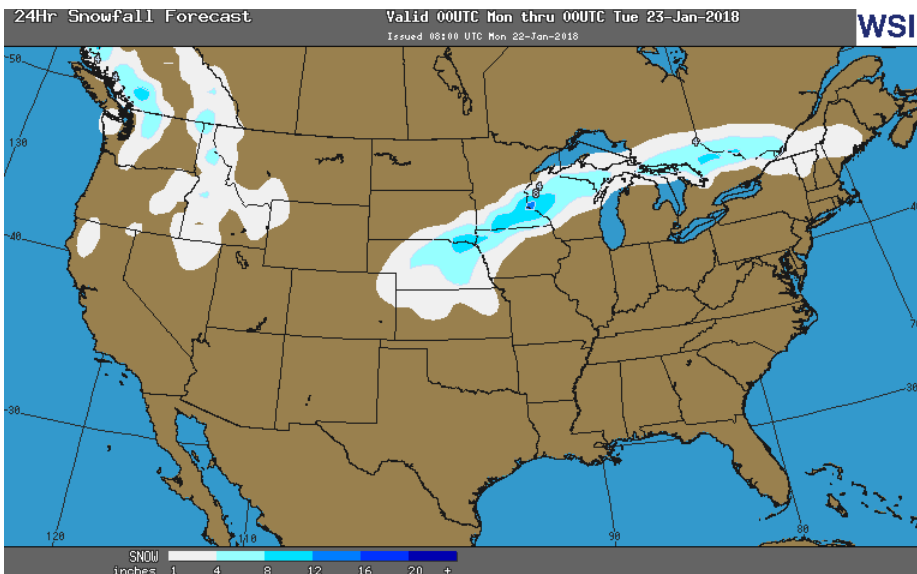 24Hr Snowfall Forecast
Valid 00UTC Mon thru 00UTC Tue 23-Jan-2018
Issued 08:00 UTC Mon 22-Jan-2018
WSI
50
130
40
30
120
110
90
80
30
SNOW
inches 1 4 8 12 16 20 +